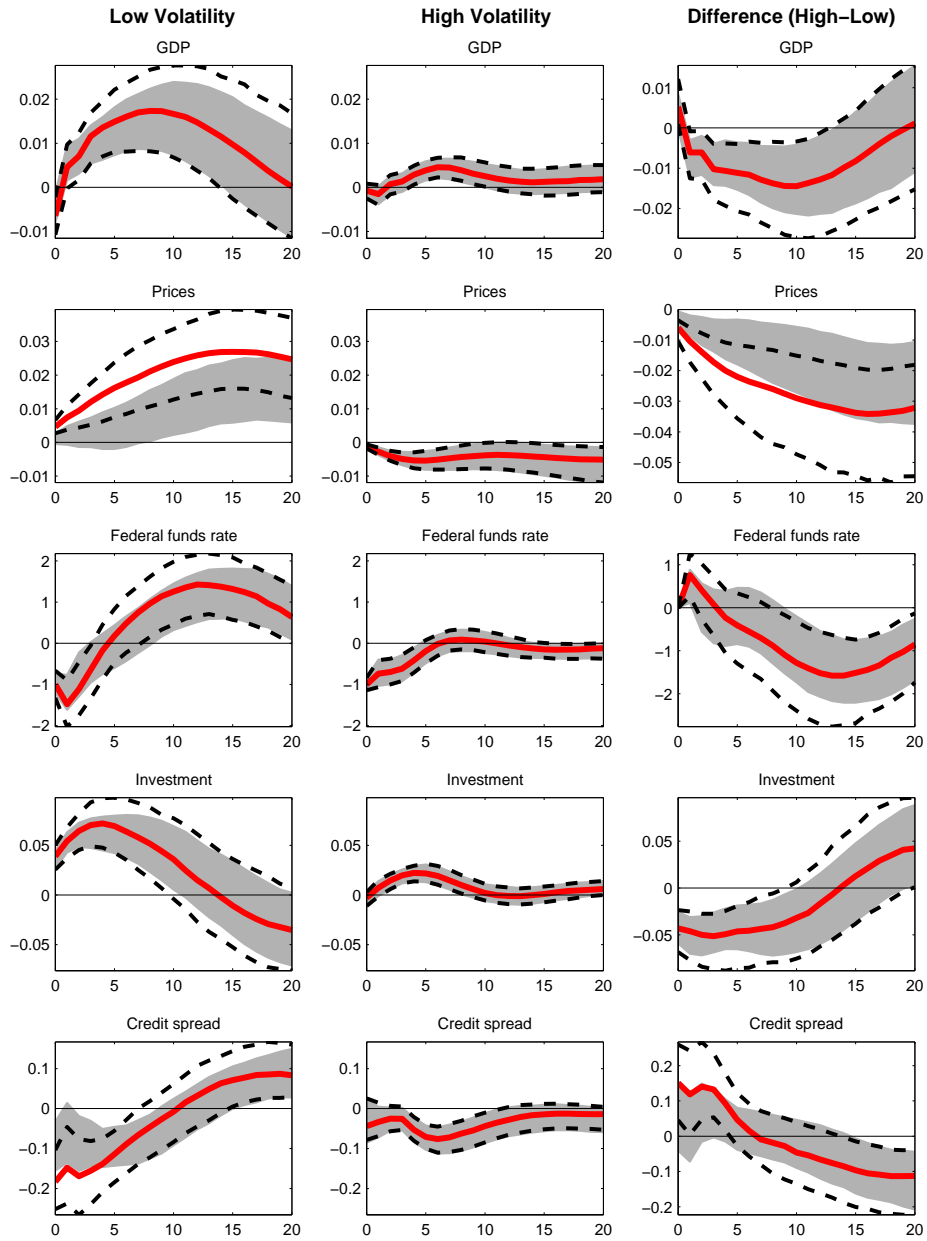 Low Volatility High Volatility Difference (High−Low)
GDP GDP GDP
0.02 0.02 0.01
0.01 0.01 0
0 0 −0.01
−0.01 −0.01 −0.02
0 5 10 15 20 0 5 10 15 20 0 5 10 15 20
Prices Prices Prices
0.03 0.03 0
0.02 0.02 −0.01
0.01 0.01 −0.02
0 0 −0.03
−0.01 −0.01 −0.04
−0.05
0 5 10 15 20 0 5 10 15 20 0 5 10 15 20
Federal funds rate Federal funds rate Federal funds rate
2 2 1
1 1 0
0 0 −1
−1 −1 −2
−2 −2
0 5 10 15 20 0 5 10 15 20 0 5 10 15 20
Investment Investment Investment
0.05 0.05 0.05
0 0 0
−0.05 −0.05 −0.05
0 5 10 15 20 0 5 10 15 20 0 5 10 15 20
Credit spread Credit spread Credit spread
0.1 0.1 0.2
0 0 0.1
−0.1 −0.1 0
−0.2 −0.2 −0.1
−0.2
0 5 10 15 20 0 5 10 15 20 0 5 10 15 20